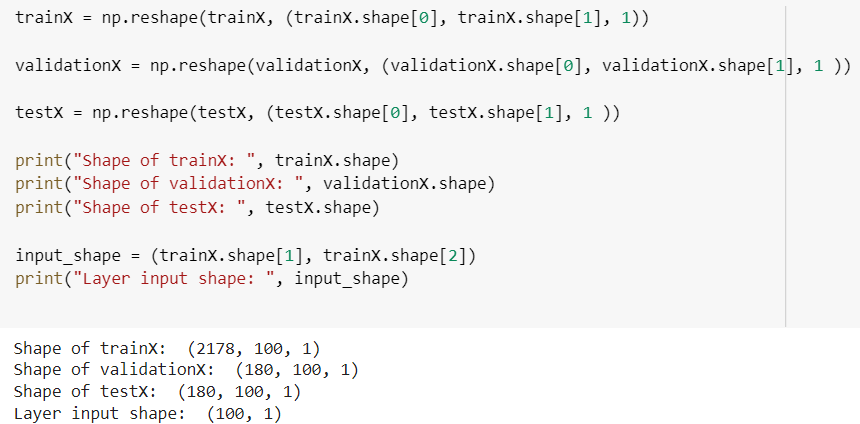 trainX = np.reshape(trainX, (trainX.shape[0], trainX.shape[1], 1))
validationX = np.reshape(validationX, (validationX.shape[0], validationX.shape[1], 1 ))
testX = np.reshape(testX, (testX.shape[0], testX.shape[1], 1 ))
print("Shape of trainX: ", trainX.shape)
print("Shape of validationX: ", validationX.shape)
print("Shape of testX: ", testX.shape)
input_shape = (trainX.shape[1], trainX.shape[2])
print("Layer input shape: ", input_shape)
Shape of trainX:  (2178, 100, 1)
Shape of validationX:  (180, 100, 1)
Shape of testX:  (180, 100, 1)
Layer input shape:  (100, 1)